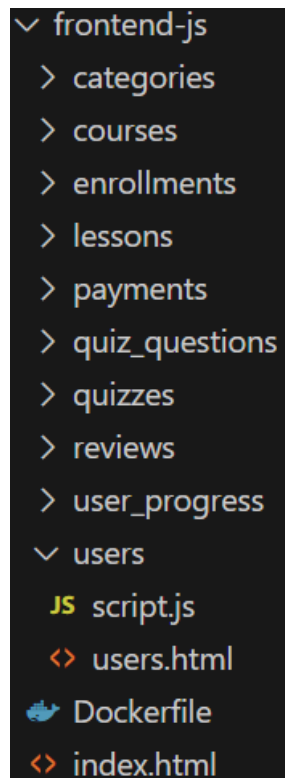 frontend-js
categories
courses
enrollments
lessons
payments
quiz_questions
quizzes
reviews
user_progress
users
JS script.js
<> users.html
Dockerfile
<> index.html